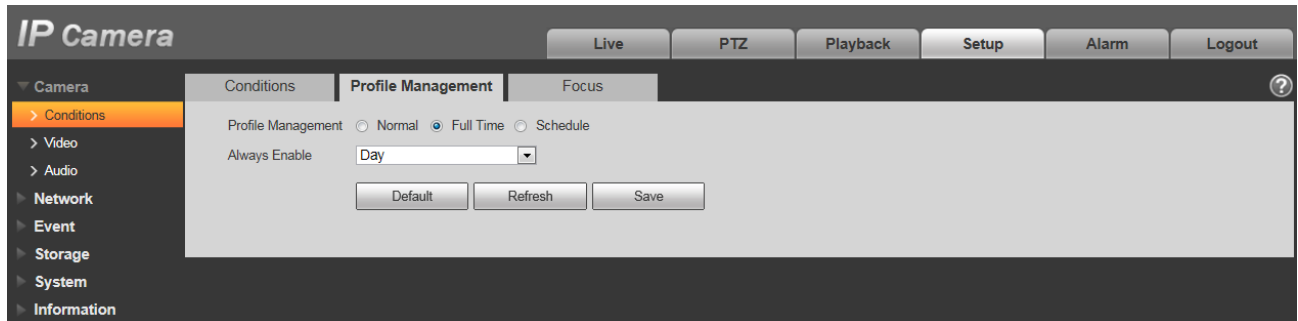 IP Camera
Live PTZ Playback Setup Alarm Logout
Camera
Conditions Profile Management Focus
?
> Conditions
> Video
> Audio
Network
Event
Storage
System
Information
Profile Management Normal Full Time Schedule
Always Enable Day
Default Refresh Save